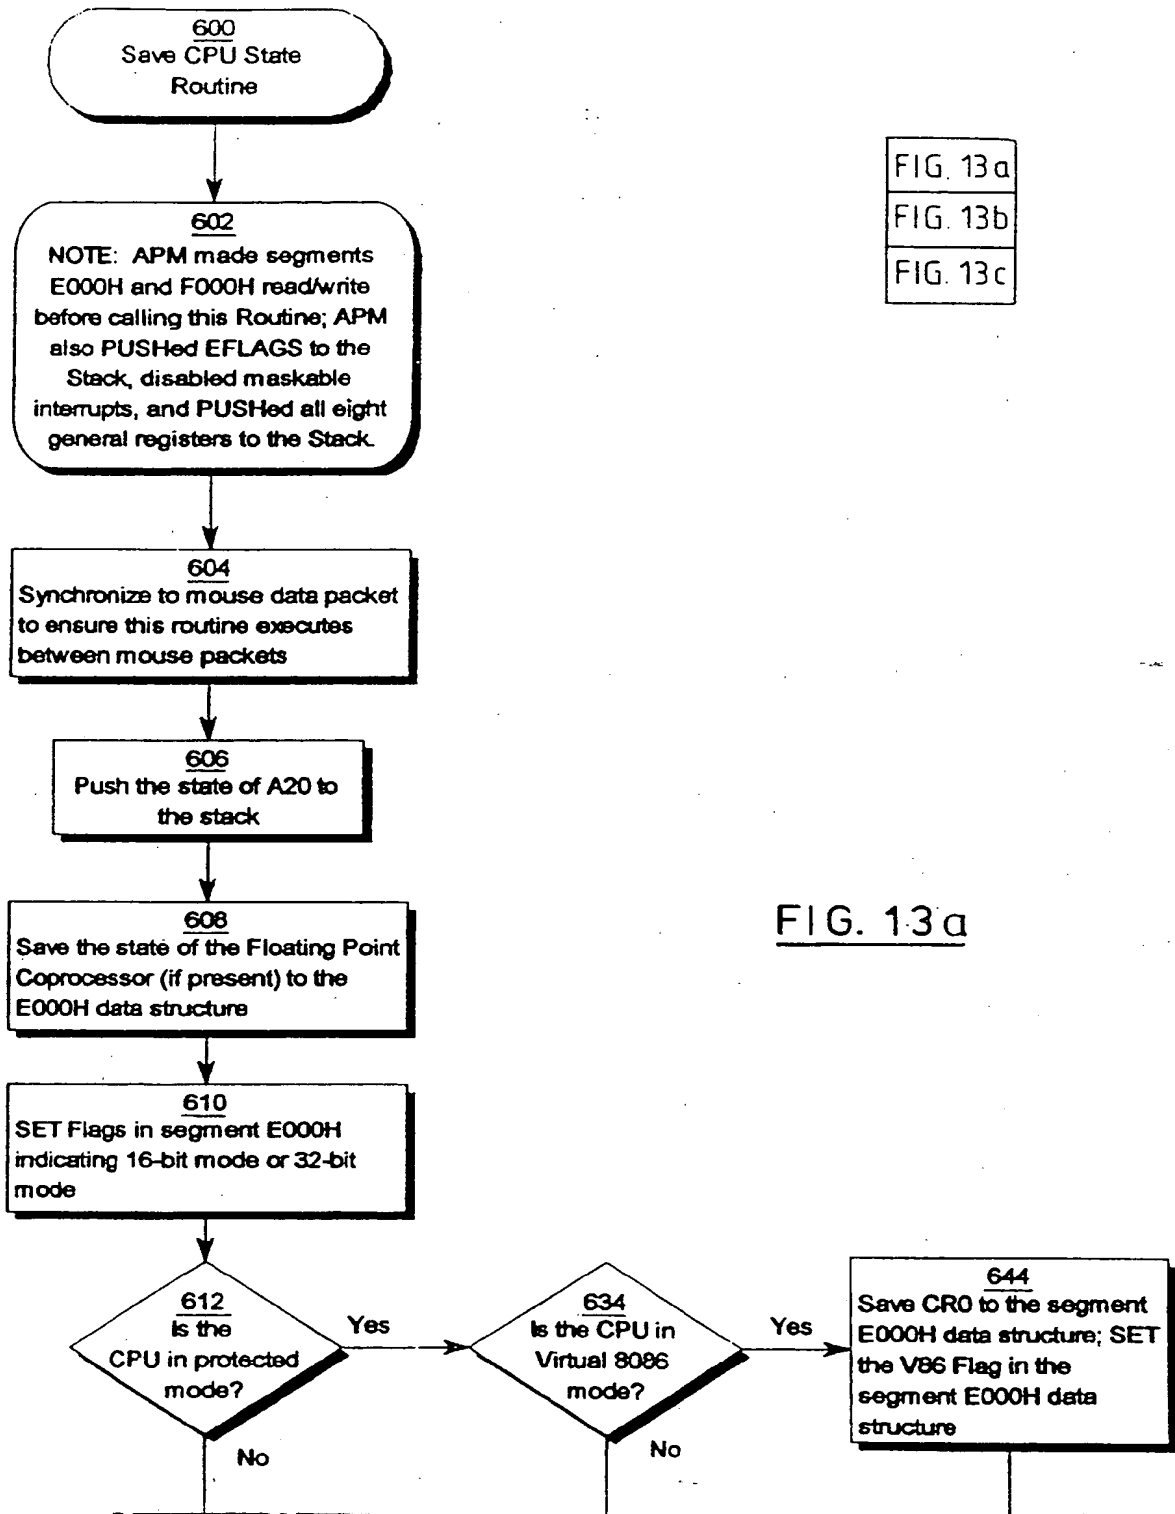 600
Save CPU State
Routine
FIG. 13a
FIG. 13b
FIG. 13c
602
NOTE: APM made segments
E000H and F000H read/write
before calling this Routine; APM
also PUSHed EFLAGS to the
Stack, disabled maskable
interrupts, and PUSHed all eight
general registers to the Stack.
604
Synchronize to mouse data packet
to ensure this routine executes
between mouse packets
606
Push the state of A20 to
the stack
608
Save the state of the Floating Point
Coprocessor (if present) to the
E000H data structure
FIG. 13a
610
SET Flags in segment E000H
indicating 16-bit mode or 32-bit
mode
612
Is the
CPU in protected
mode?
Yes
No
634
Is the CPU in
Virtual 8086
mode?
Yes
No
644
Save CR0 to the segment
E000H data structure; SET
the V86 Flag in the
segment E000H data
structure